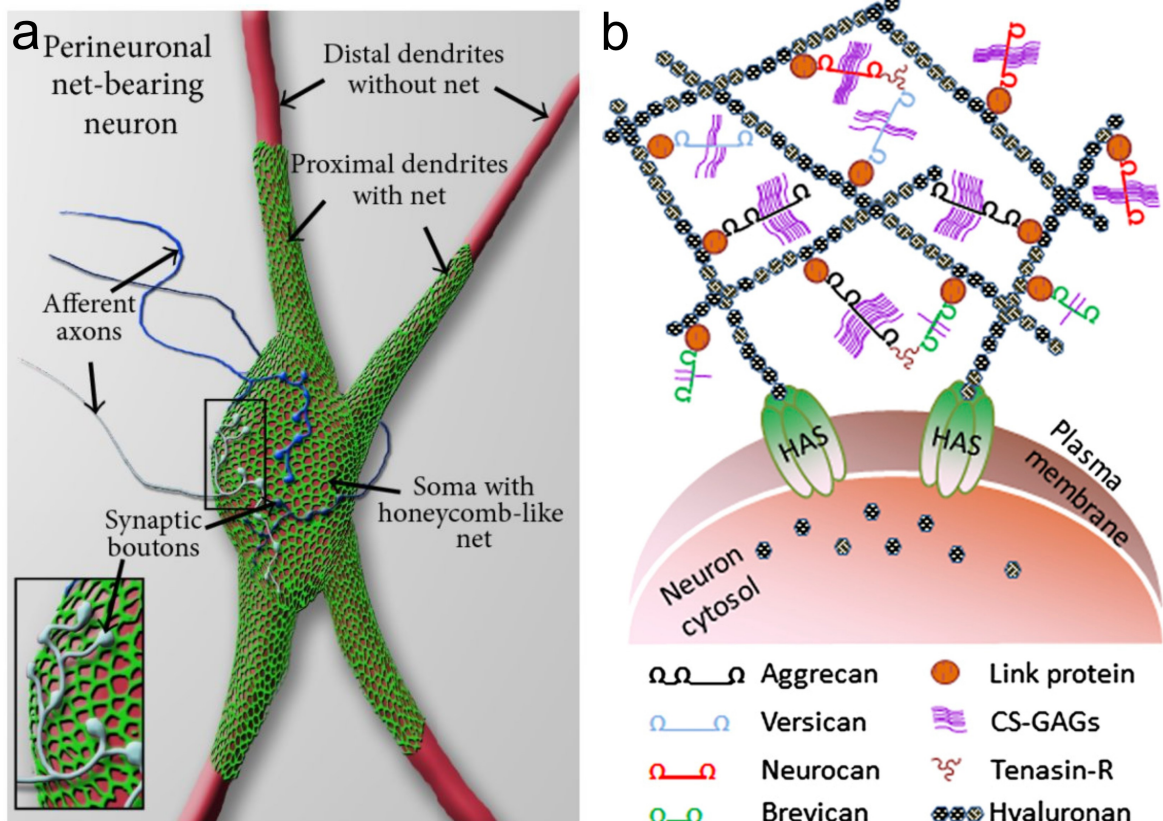 a
Perineuronal
net-bearing
neuron
Distal dendrites
without net
Proximal dendrites
with net
Afferent
axons
Synaptic
boutons
Soma with
honeycomb-like
net
b
HAS
HAS
Plasma
membrane
Neuron
cytosol
Aggrecan
Link protein
Versican
CS-GAGs
Neurocan
Tenasin-R
Brevican
Hyaluronan